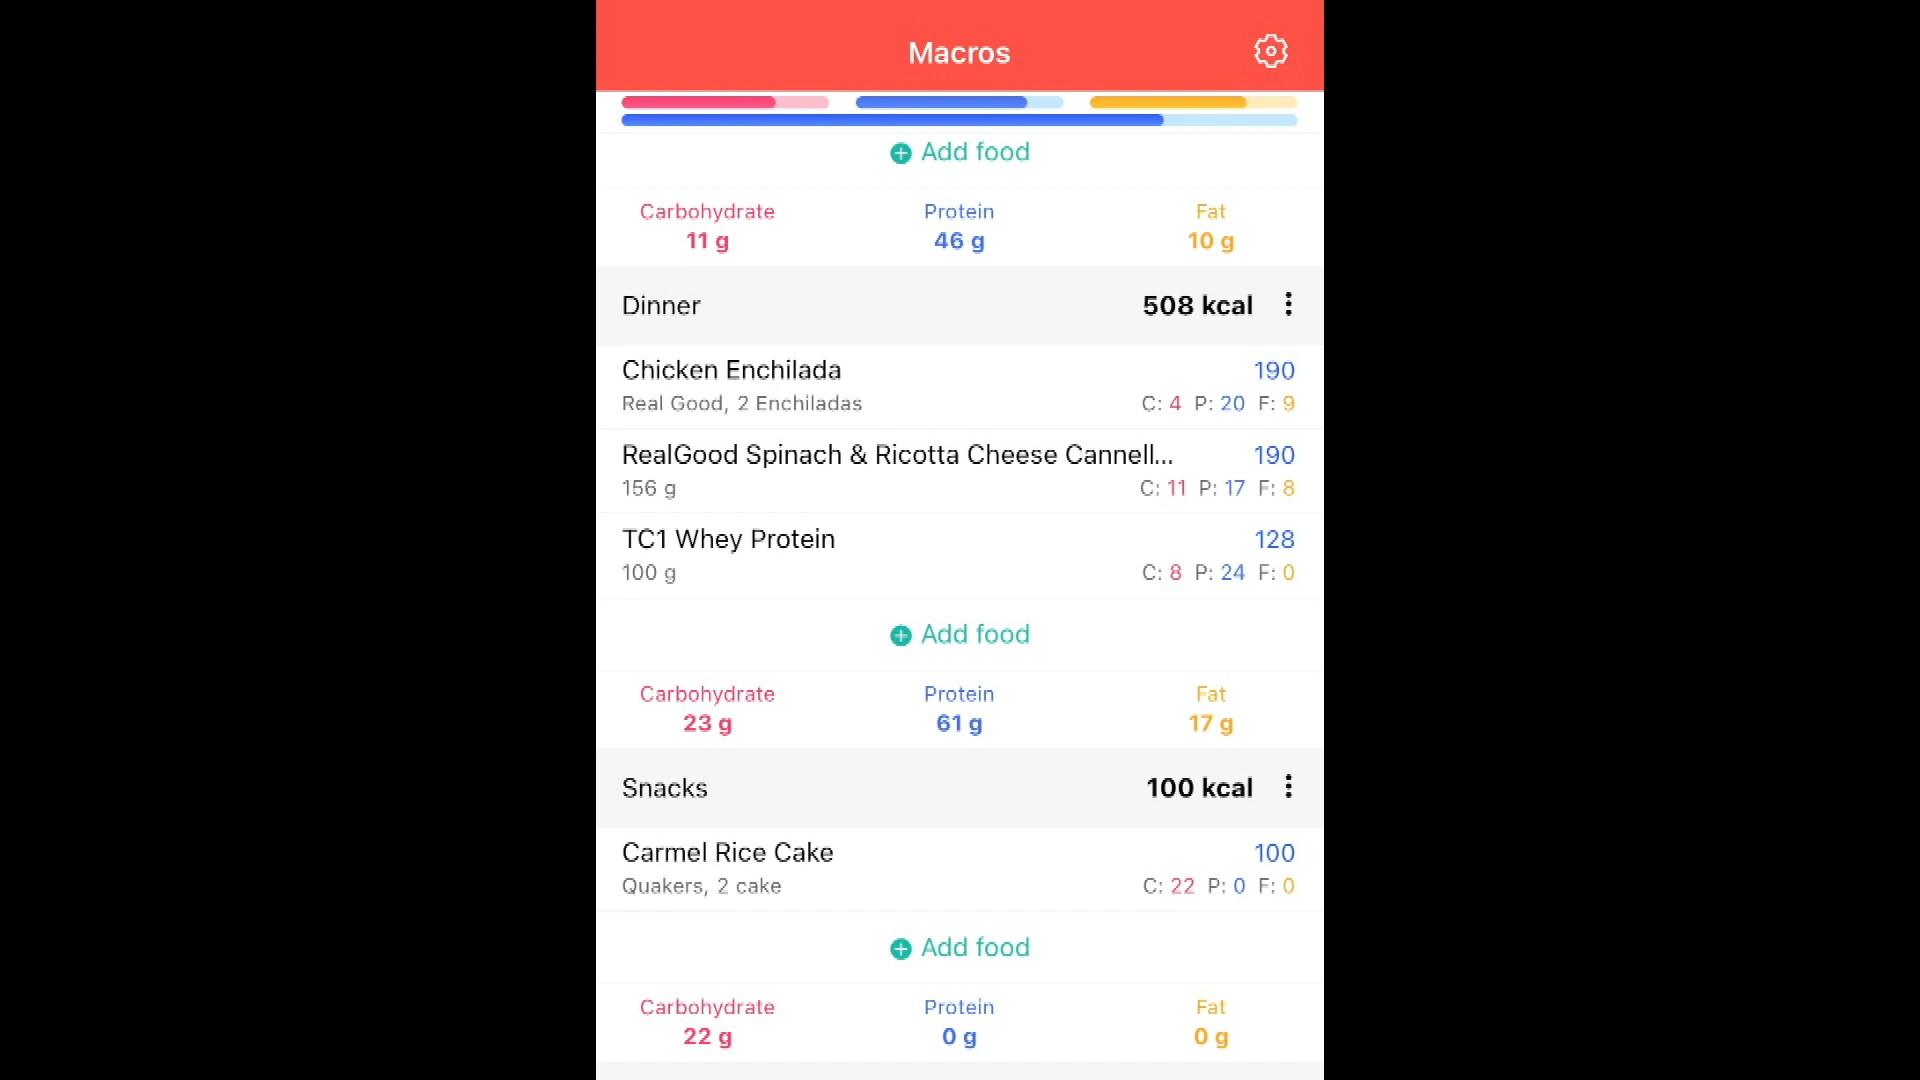 Macros
Add food
Carbohydrate Protein Fat
11 g 46 g 10 g
Dinner 508 kcal
Chicken Enchilada 190
Real Good, 2 Enchiladas C: 4 P: 20 F: 9
RealGood Spinach & Ricotta Cheese Cannell... 190
156 g C: 11 P: 17 F: 8
TC1 Whey Protein 128
100 g C: 8 P: 24 F: 0
Add food
Carbohydrate Protein Fat
23 g 61 g 17 g
Snacks 100 kcal
Carmel Rice Cake 100
Quakers, 2 cake C: 22 P: 0 F: 0
Add food
Carbohydrate Protein Fat
22 g 0 g 0 g